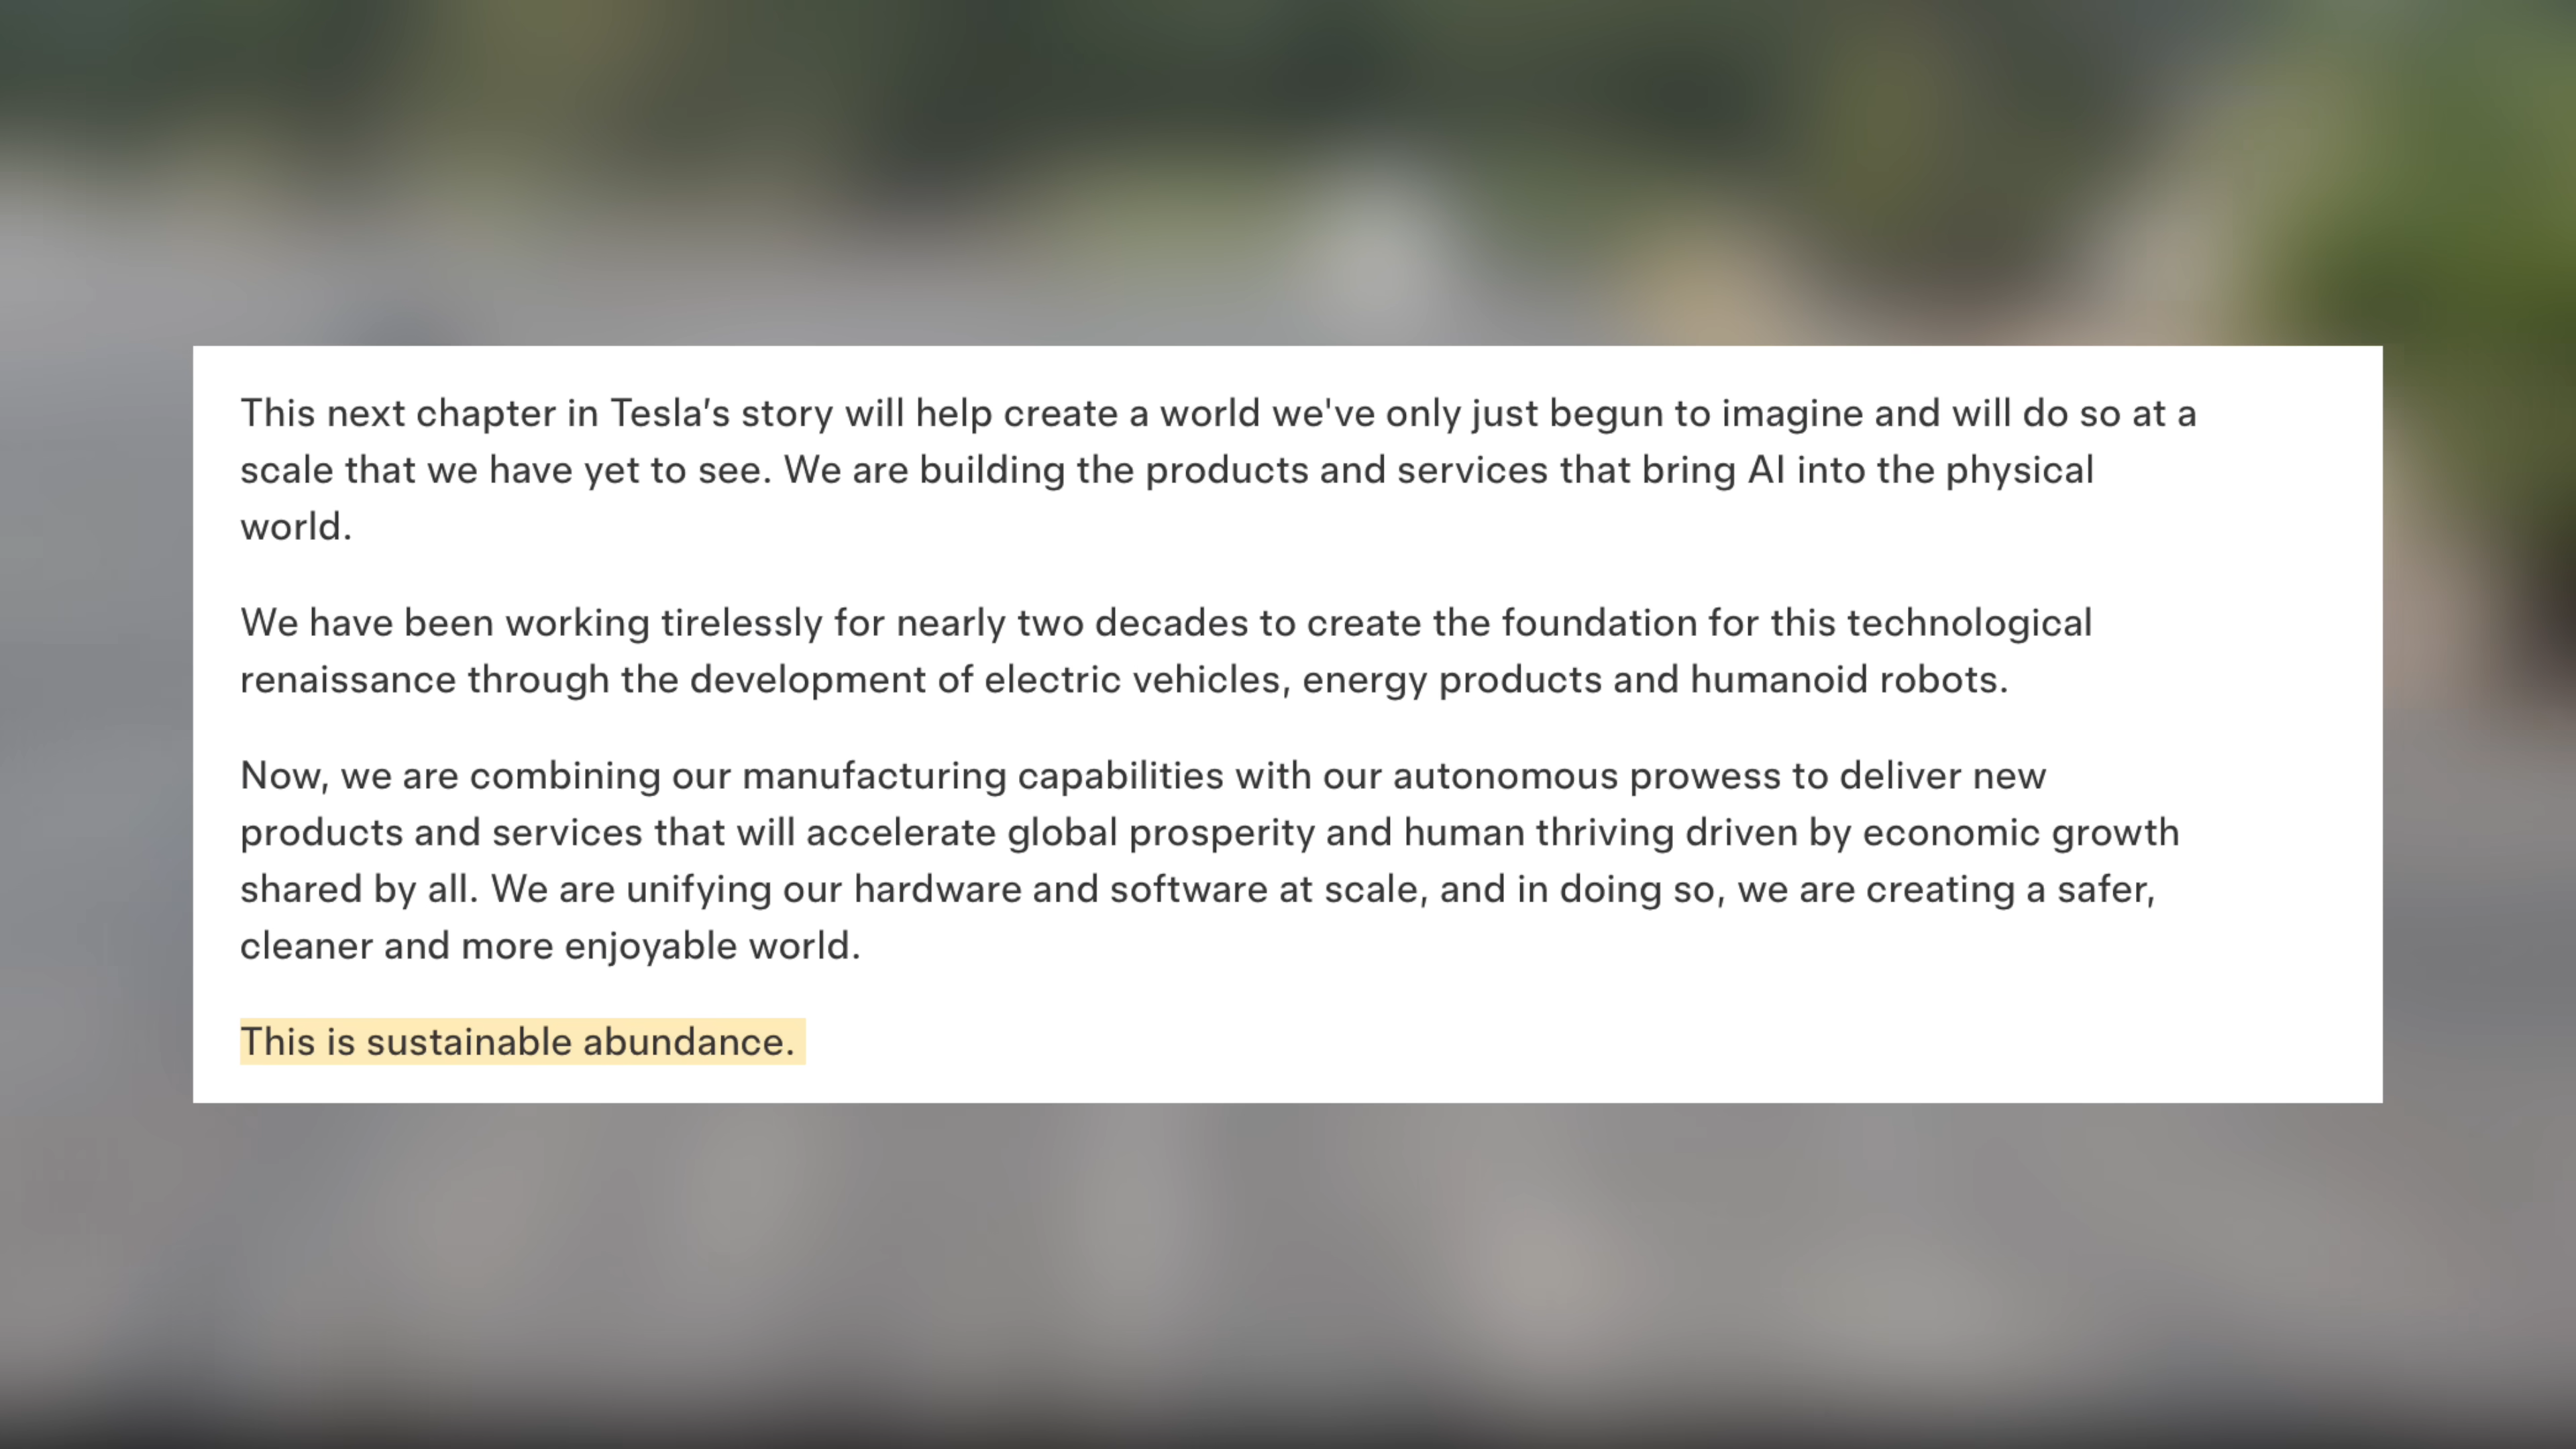 This next chapter in Tesla’s story will help create a world we've only just begun to imagine and will do so at a
scale that we have yet to see. We are building the products and services that bring AI into the physical
world.
We have been working tirelessly for nearly two decades to create the foundation for this technological
renaissance through the development of electric vehicles, energy products and humanoid robots.
Now, we are combining our manufacturing capabilities with our autonomous prowess to deliver new
products and services that will accelerate global prosperity and human thriving driven by economic growth
shared by all. We are unifying our hardware and software at scale, and in doing so, we are creating a safer,
cleaner and more enjoyable world.
This is sustainable abundance.